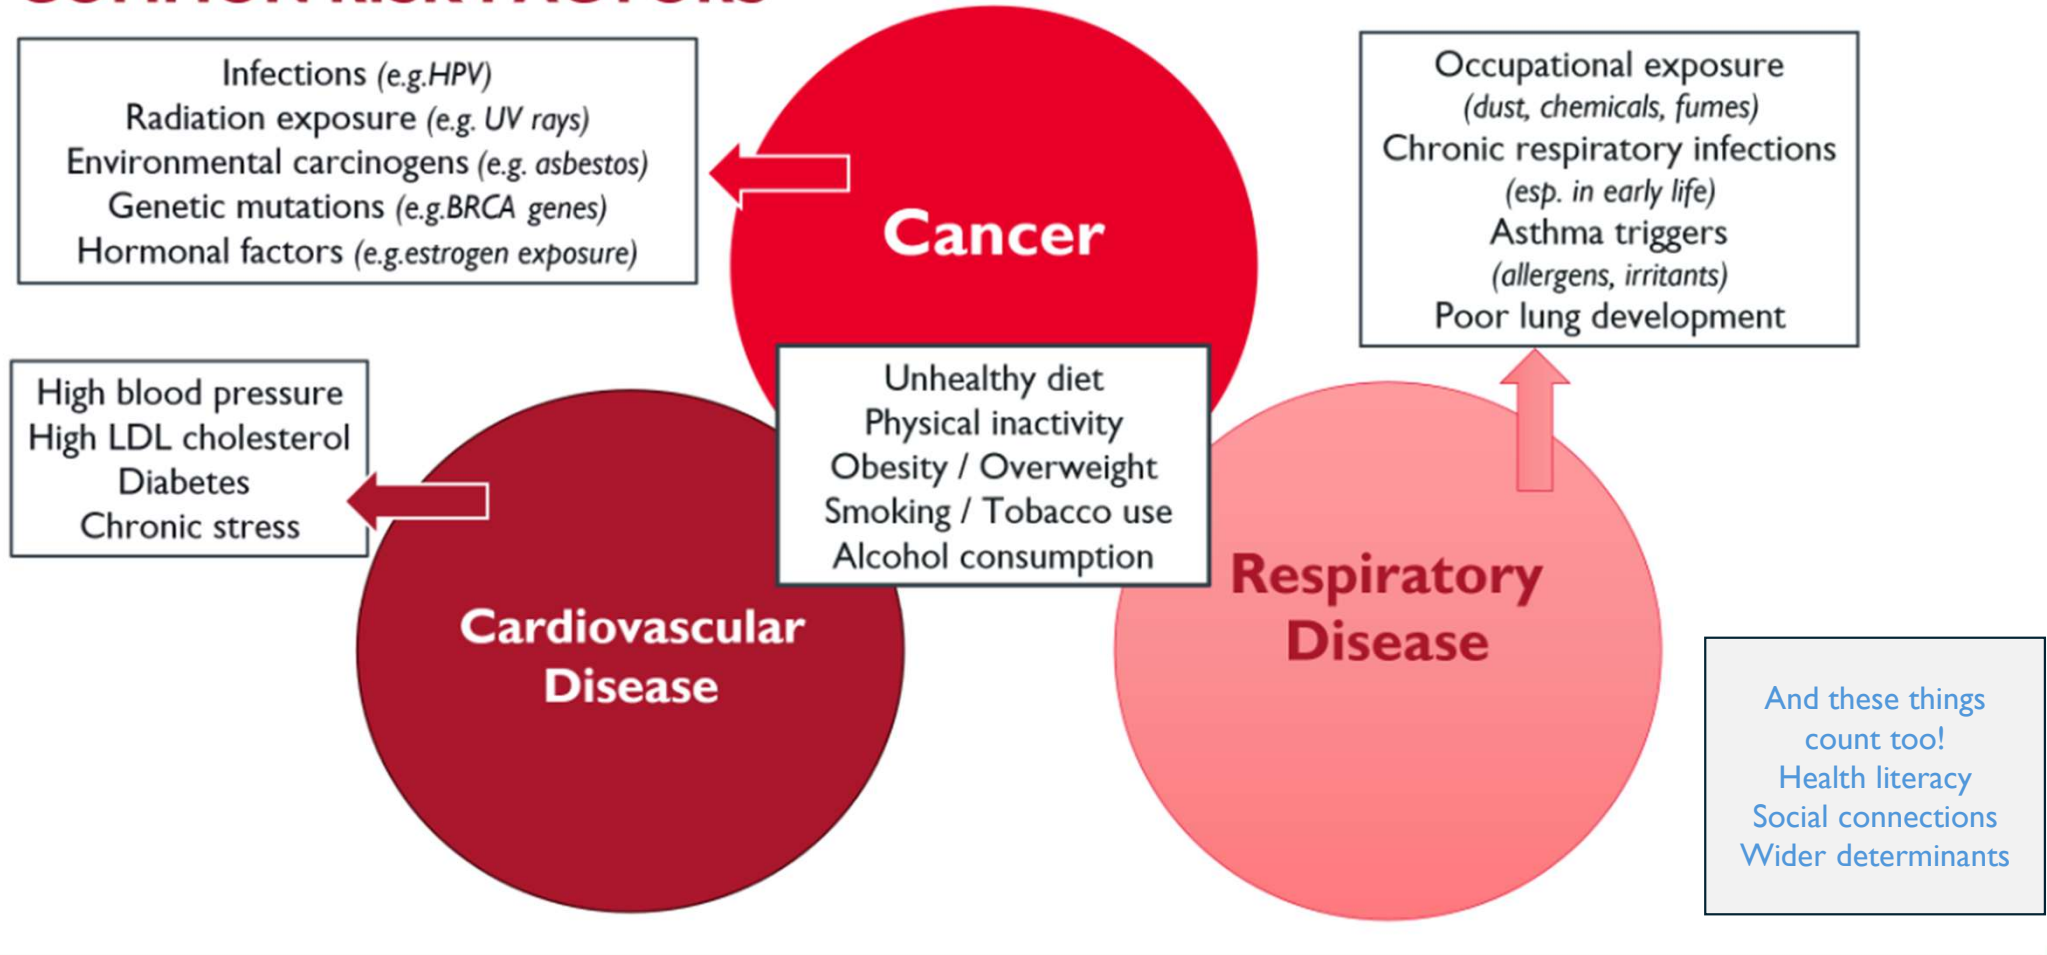 COMMON RISK FACTORS
Infections (e.g.HPV)
Radiation exposure (e.g. UV rays)
Environmental carcinogens (e.g. asbestos)
Genetic mutations (e.g.BRCA genes)
Hormonal factors (e.g.estrogen exposure)
Cancer
Occupational exposure
(dust, chemicals, fumes)
Chronic respiratory infections
(esp. in early life)
Asthma triggers
(allergens, irritants)
Poor lung development
High blood pressure
High LDL cholesterol
Diabetes
Chronic stress
Unhealthy diet
Physical inactivity
Obesity / Overweight
Smoking / Tobacco use
Alcohol consumption
Cardiovascular
Disease
Respiratory
Disease
And these things
count too!
Health literacy
Social connections
Wider determinants